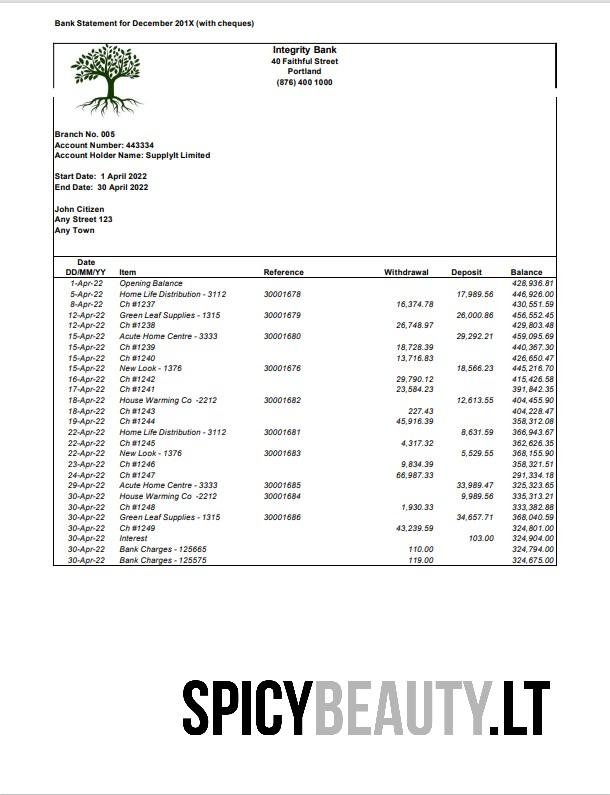 Bank Statement for December 201X (with cheques)
Integrity Bank
40 Faithful Street
Portland
(876) 400 1000
Branch No. 005
Account Number: 443334
Account Holder Name: SupplyIt Limited
Start Date: 1 April 2022
End Date: 30 April 2022
John Citizen
Any Street 123
Any Town
Date
DD/MM/YY Item Reference Withdrawal Deposit Balance
1-Apr-22 Opening Balance 428,936.81
5-Apr-22 Home Life Distribution - 3112 30001678 17,989.56 446,926.00
8-Apr-22 Ch #1237 16,374.78 430,551.59
12-Apr-22 Green Leaf Supplies - 1315 30001679 26,000.86 456,552.45
12-Apr-22 Ch #1238 26,748.97 429,803.48
15-Apr-22 Acute Home Centre - 3333 30001680 29,292.21 459,095.69
15-Apr-22 Ch #1239 18,728.39 440,367.30
15-Apr-22 Ch #1240 13,716.83 426,650.47
15-Apr-22 New Look - 1376 30001676 18,566.23 445,216.70
16-Apr-22 Ch #1242 29,790.12 415,426.58
17-Apr-22 Ch #1241 23,584.23 391,842.35
18-Apr-22 House Warming Co -2212 30001682 12,613.55 404,455.90
18-Apr-22 Ch #1243 227.43 404,228.47
19-Apr-22 Ch #1244 45,916.39 358,312.08
22-Apr-22 Home Life Distribution - 3112 30001681 8,631.59 366,943.67
22-Apr-22 Ch #1245 4,317.32 362,626.35
22-Apr-22 New Look - 1376 30001683 5,529.55 368,155.90
23-Apr-22 Ch #1246 9,834.39 358,321.51
24-Apr-22 Ch #1247 66,987.33 291,334.18
29-Apr-22 Acute Home Centre - 3333 30001685 33,989.47 325,323.65
30-Apr-22 House Warming Co -2212 30001684 9,989.56 335,313.21
30-Apr-22 Ch #1248 1,930.33 333,382.88
30-Apr-22 Green Leaf Supplies - 1315 30001686 34,657.71 368,040.59
30-Apr-22 Ch #1249 43,239.59 324,801.00
30-Apr-22 Interest 103.00 324,904.00
30-Apr-22 Bank Charges - 125665 110.00 324,794.00
30-Apr-22 Bank Charges - 125575 119.00 324,675.00
SPICYBEAUTY.LT